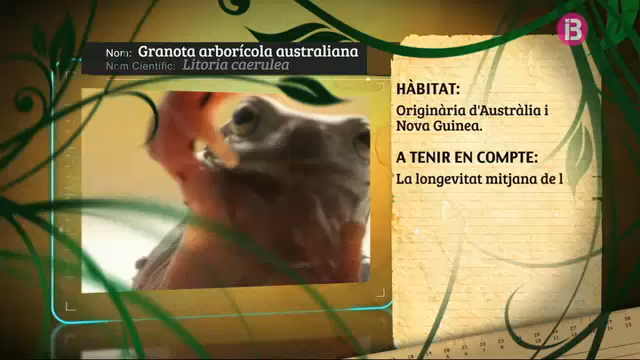 Nom: Granota arborícola australiana
Nom Científic: Litoria caerulea
HÀBITAT:
Originària d'Austràlia i
Nova Guinea.
A TENIR EN COMPTE:
La longevitat mitjana de l